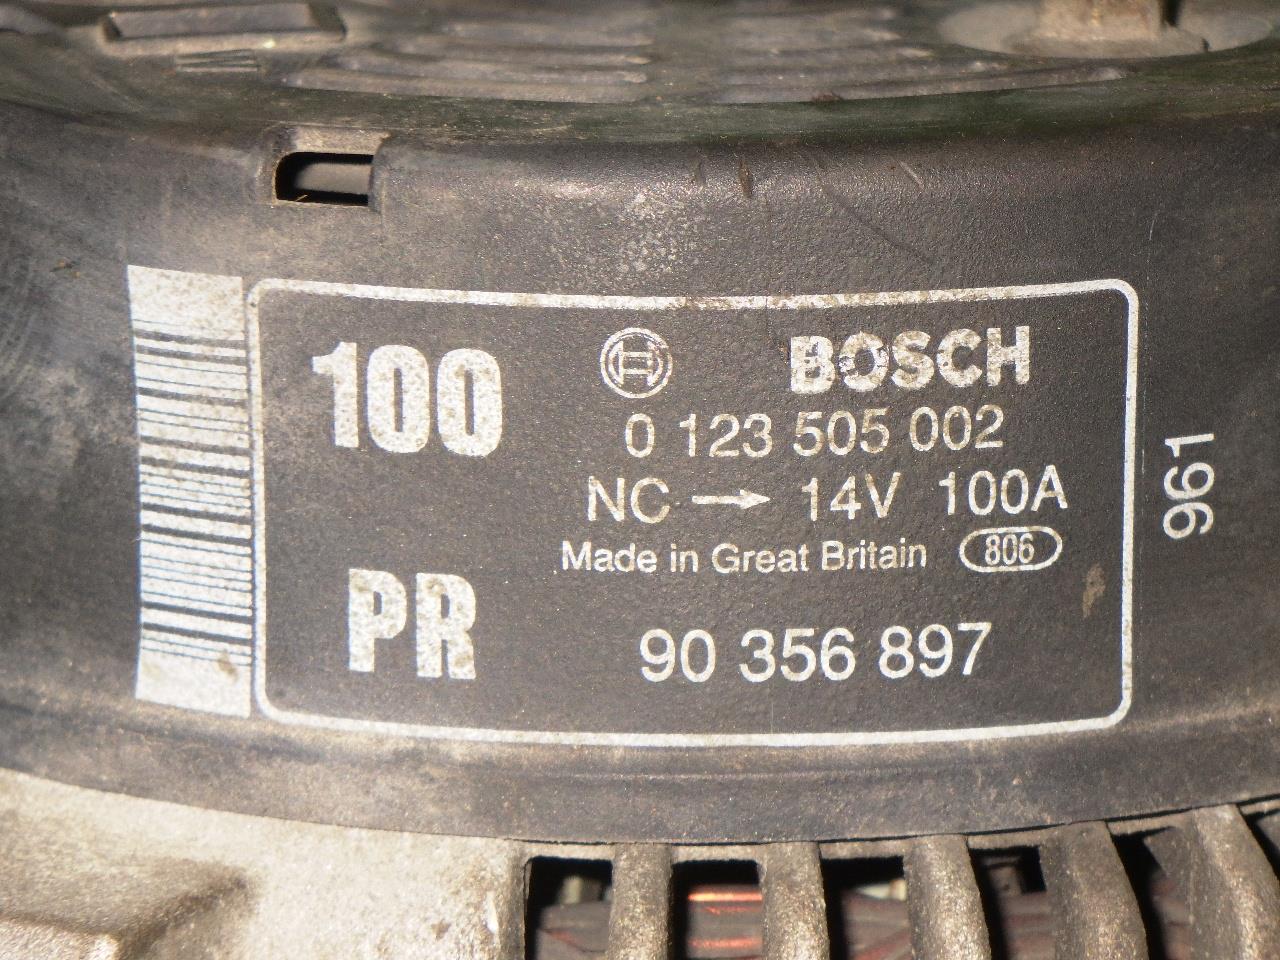 100 BOSCH
0 123 505 002
NC → 14V 100A
Made in Great Britain 806
PR 90 356 897
961